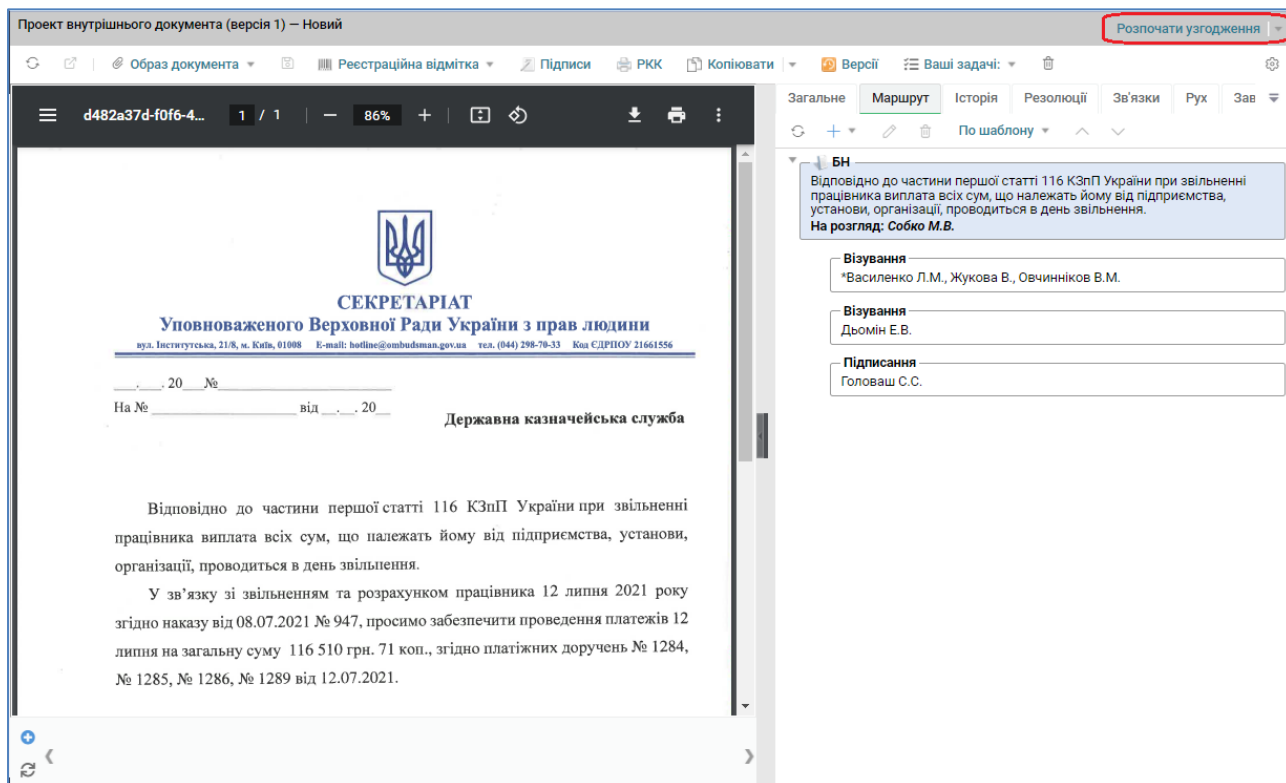 Проект внутрішнього документа (версія 1) — Новий
Розпочати узгодження
Образ документа
Реєстраційна відмітка
Підписи
РКК
Копіювати
Версії
Ваші задачі:
d482a37d-f0f6-4...
1 / 1
86%
СЕКРЕТАРІАТ
Уповноваженого Верховної Ради України з прав людини
вул. Інститутська, 21/8, м. Київ, 01008 E-mail: hotline@ombudsman.gov.ua тел. (044) 298-70-33 Код ЄДРПОУ 21661556
___.___. 20___№________________________
На № ____________________ від __.__. 20__
Державна казначейська служба
Відповідно до частини першої статті 116 КЗпП України при звільненні
працівника виплата всіх сум, що належать йому від підприємства, установи,
організації, проводиться в день звільнення.
У зв’язку зі звільненням та розрахунком працівника 12 липня 2021 року
згідно наказу від 08.07.2021 № 947, просимо забезпечити проведення платежів 12
липня на загальну суму 116 510 грн. 71 коп., згідно платіжних доручень № 1284,
№ 1285, № 1286, № 1289 від 12.07.2021.
Загальне
Маршрут
Історія
Резолюції
Зв'язки
Рух
Зав
По шаблону
БН
Відповідно до частини першої статті 116 КЗпП України при звільненні
працівника виплата всіх сум, що належать йому від підприємства,
установи, організації, проводиться в день звільнення.
На розгляд: Собко М.В.
Візування
*Василенко Л.М., Жукова В., Овчинніков В.М.
Візування
Дьомін Е.В.
Підписання
Головаш С.С.